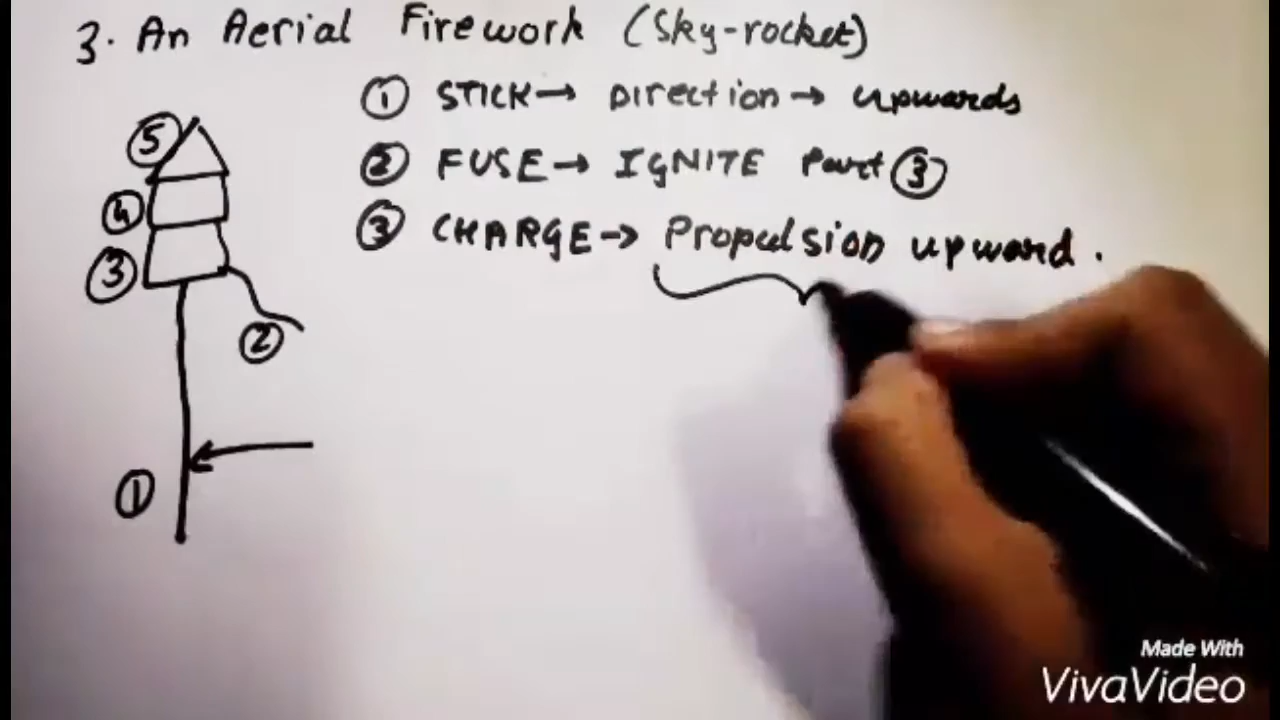 3. An Aerial Firework (Sky-rocket)
① STICK → Direction → upwards
② FUSE → IGNITE Part ③
③ CHARGE → Propulsion upward.
⑤
④
③
②
①
Made With
VivaVideo